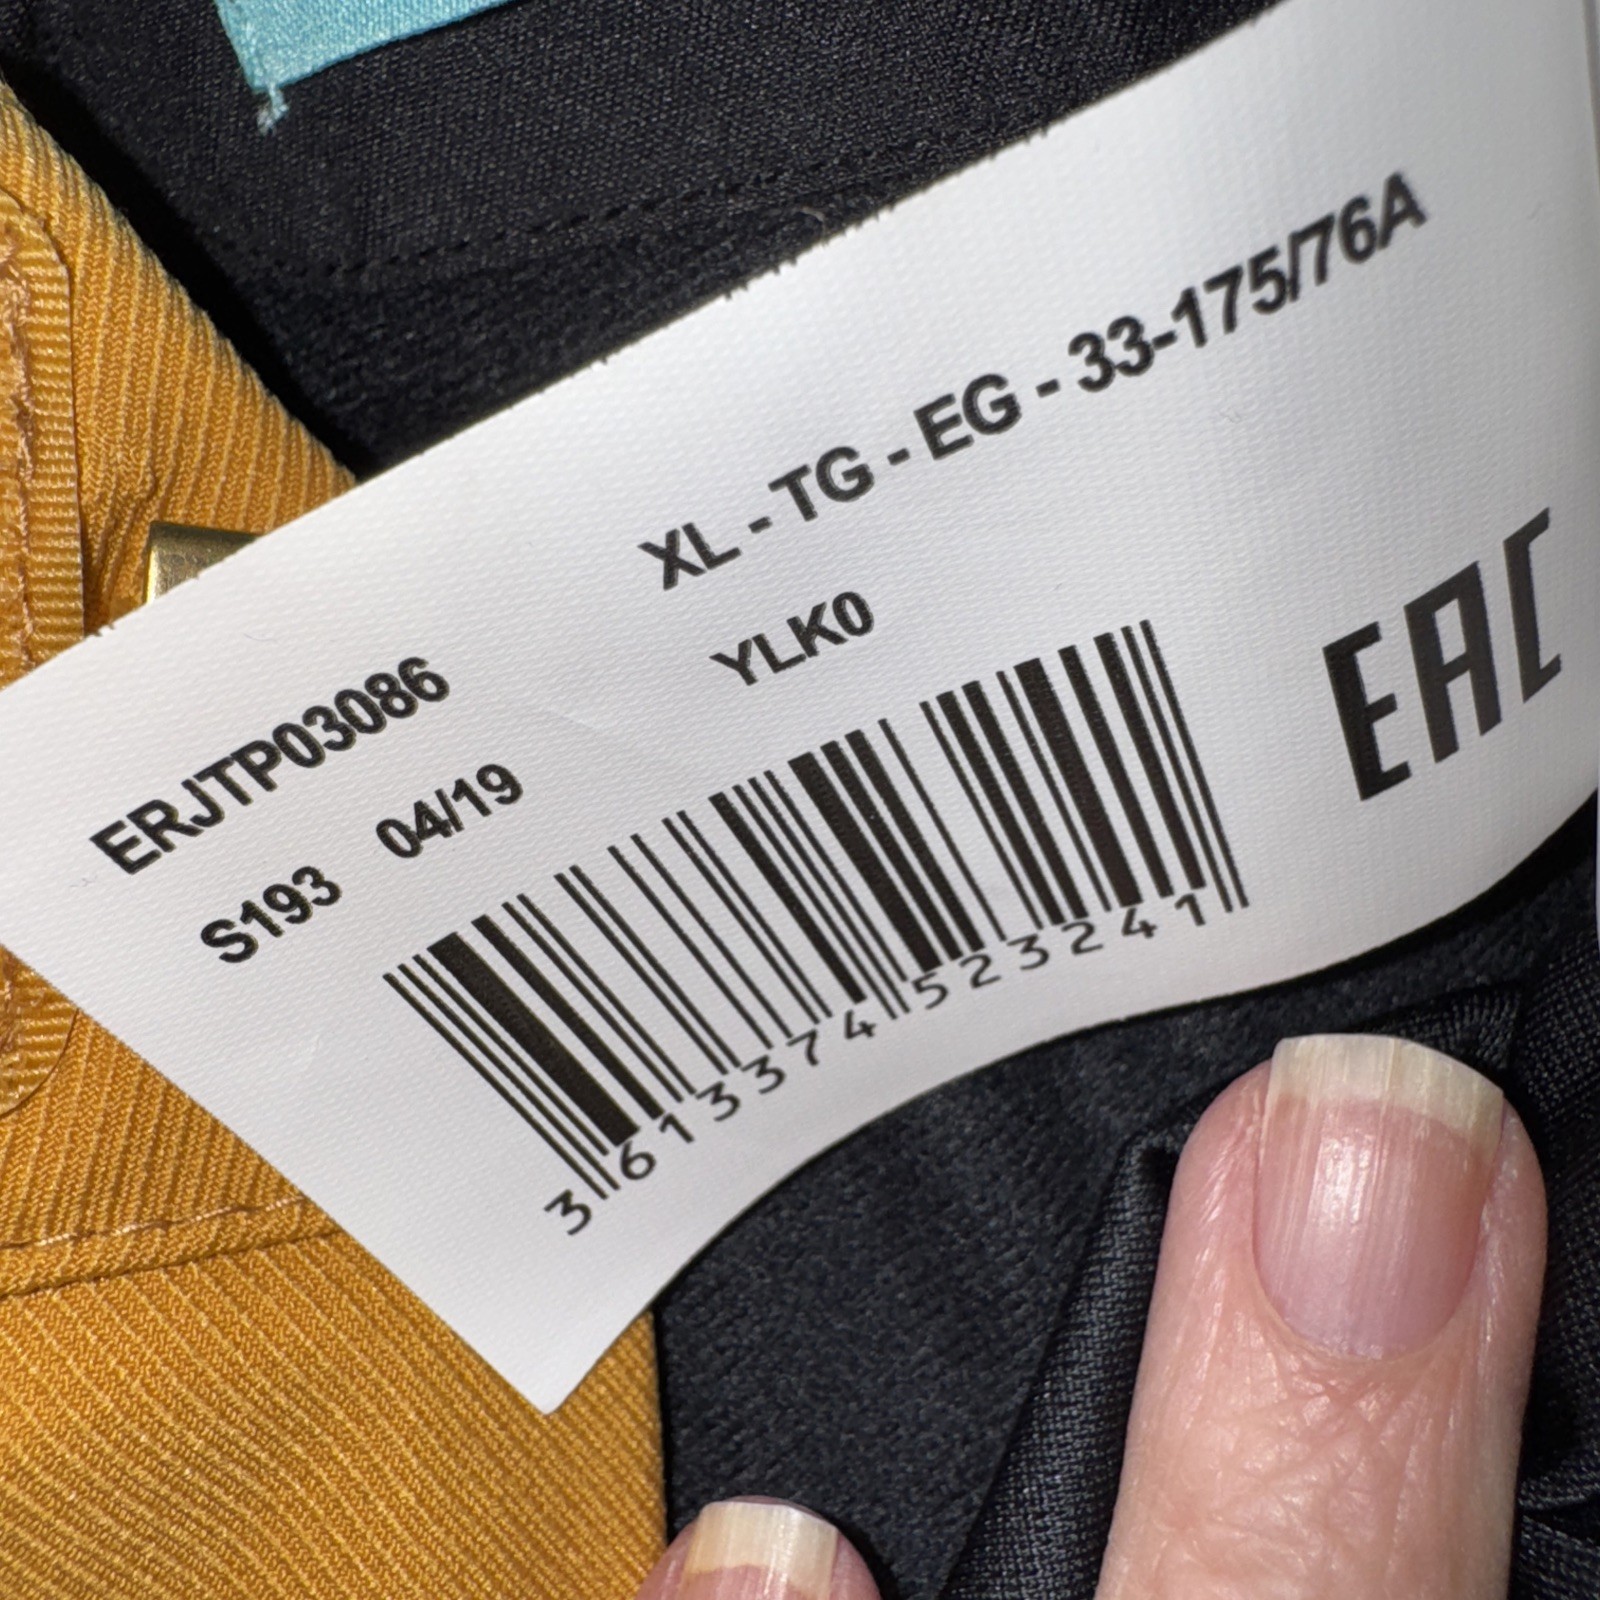 XL - TG - EG - 33-175/76A
YLK0
ERJTP03086
S193 04/19
EAC
3613374523241